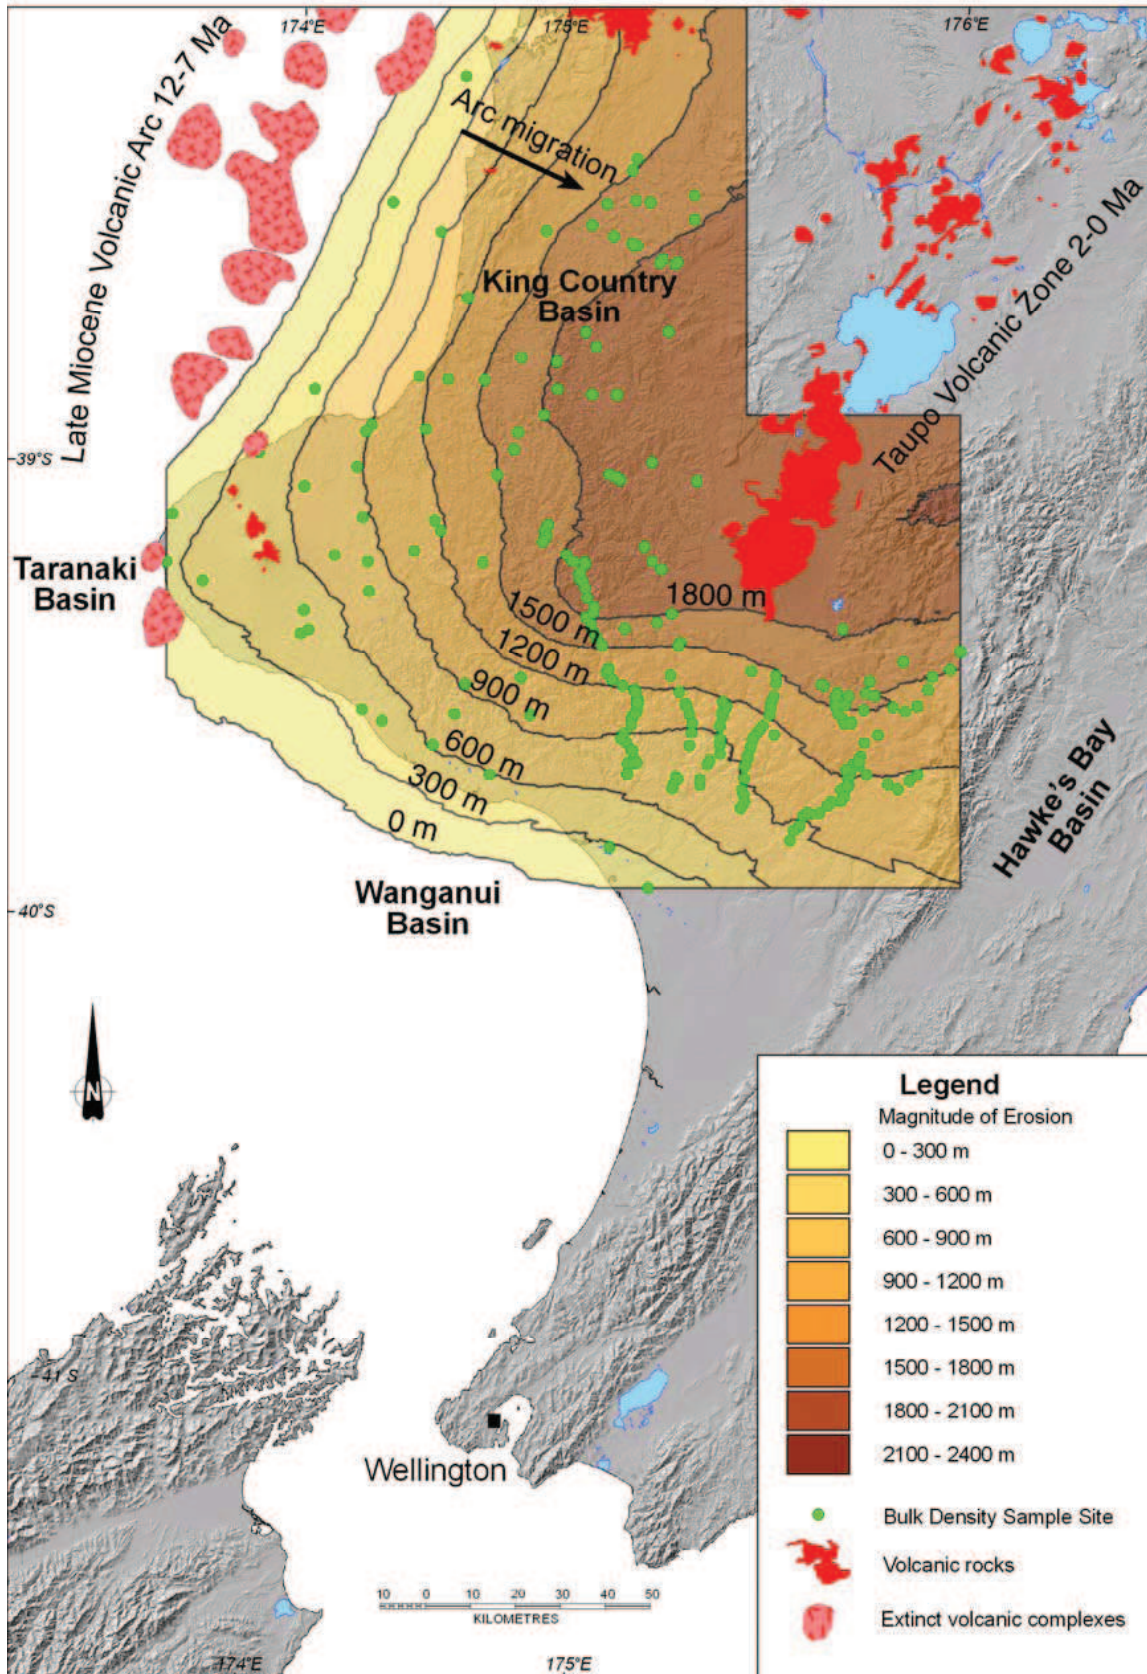 174°E
175°E
176°E
Late Miocene Volcanic Arc 12-7 Ma
Arc migration
King Country
Basin
Taupo Volcanic Zone 2-0 Ma
39°S
Taranaki
Basin
1800 m
1500 m
1200 m
900 m
600 m
300 m
0 m
Hawke's Bay
Basin
Wanganui
Basin
40°S
N
41 S
Wellington
10 0 10 20 30 40 50
KILOMETRES
174°E
175°E
Legend
Magnitude of Erosion
0 - 300 m
300 - 600 m
600 - 900 m
900 - 1200 m
1200 - 1500 m
1500 - 1800 m
1800 - 2100 m
2100 - 2400 m
Bulk Density Sample Site
Volcanic rocks
Extinct volcanic complexes